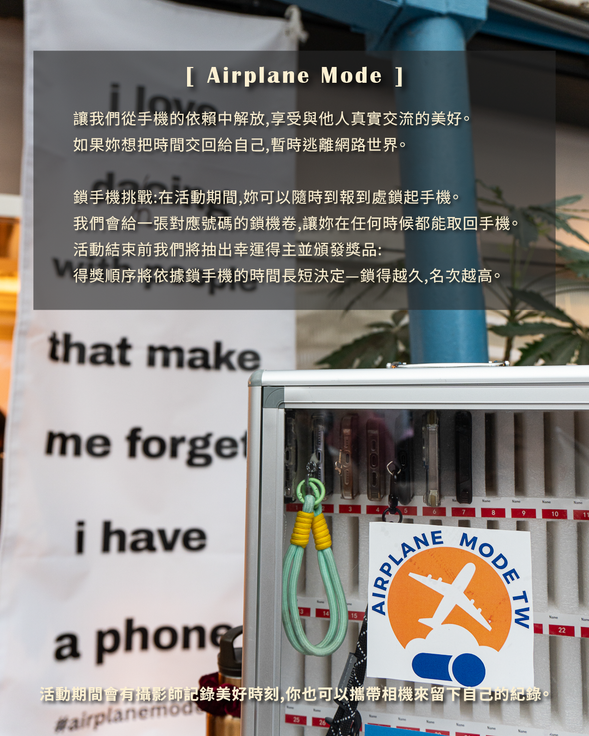 [ Airplane Mode ]
讓我們從手機的依賴中解放,享受與他人真實交流的美好。
如果妳想把時間交回給自己,暫時逃離網路世界。
鎖手機挑戰:在活動期間,妳可以隨時到報到處鎖起手機。
我們會給一張對應號碼的鎖機卷,讓妳在任何時候都能取回手機。
活動結束前我們將抽出幸運得主並頒發獎品:
得獎順序將依據鎖手機的時間長短決定—鎖得越久,名次越高。
i love
doing
with people
that make
me forget
i have
a phone
#airplanemode
AIRPLANE MODE TW
活動期間會有攝影師記錄美好時刻,你也可以攜帶相機來留下自己的紀錄。